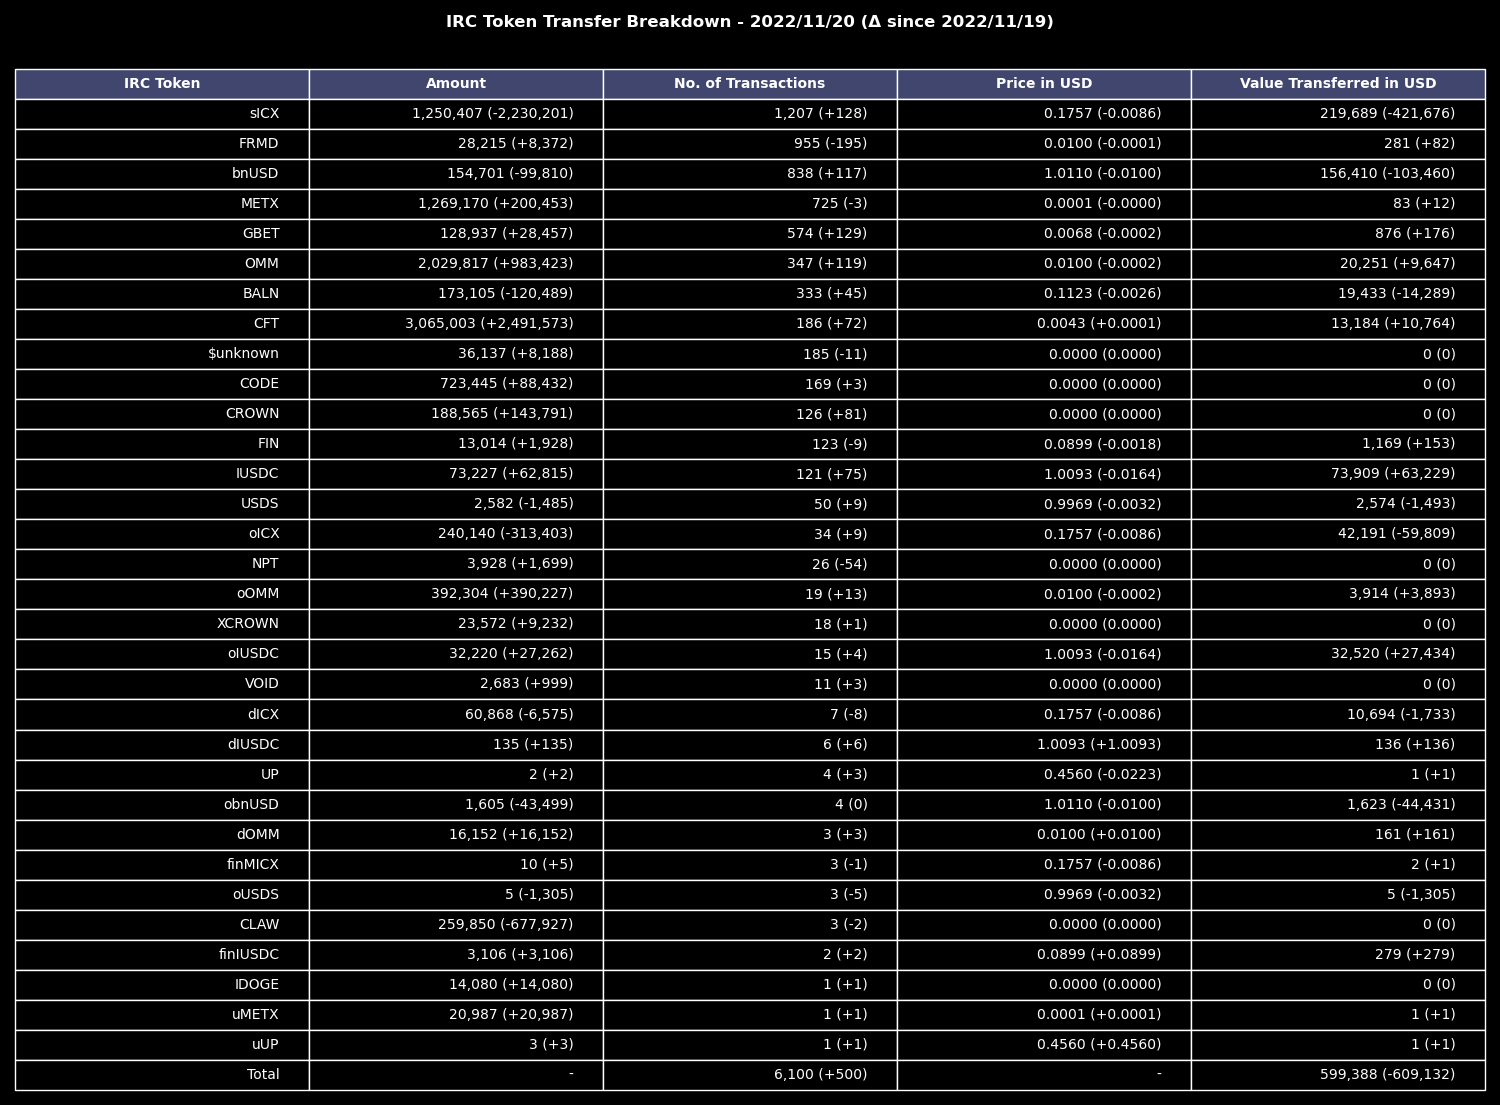 IRC Token Transfer Breakdown - 2022/11/20 (Δ since 2022/11/19)
IRC Token Amount No. of Transactions Price in USD Value Transferred in USD
sICX 1,250,407 (-2,230,201) 1,207 (+128) 0.1757 (-0.0086) 219,689 (-421,676)
FRMD 28,215 (+8,372) 955 (-195) 0.0100 (-0.0001) 281 (+82)
bnUSD 154,701 (-99,810) 838 (+117) 1.0110 (-0.0100) 156,410 (-103,460)
METX 1,269,170 (+200,453) 725 (-3) 0.0001 (-0.0000) 83 (+12)
GBET 128,937 (+28,457) 574 (+129) 0.0068 (-0.0002) 876 (+176)
OMM 2,029,817 (+983,423) 347 (+119) 0.0100 (-0.0002) 20,251 (+9,647)
BALN 173,105 (-120,489) 333 (+45) 0.1123 (-0.0026) 19,433 (-14,289)
CFT 3,065,003 (+2,491,573) 186 (+72) 0.0043 (+0.0001) 13,184 (+10,764)
$unknown 36,137 (+8,188) 185 (-11) 0.0000 (0.0000) 0 (0)
CODE 723,445 (+88,432) 169 (+3) 0.0000 (0.0000) 0 (0)
CROWN 188,565 (+143,791) 126 (+81) 0.0000 (0.0000) 0 (0)
FIN 13,014 (+1,928) 123 (-9) 0.0899 (-0.0018) 1,169 (+153)
IUSDC 73,227 (+62,815) 121 (+75) 1.0093 (-0.0164) 73,909 (+63,229)
USDS 2,582 (-1,485) 50 (+9) 0.9969 (-0.0032) 2,574 (-1,493)
oICX 240,140 (-313,403) 34 (+9) 0.1757 (-0.0086) 42,191 (-59,809)
NPT 3,928 (+1,699) 26 (-54) 0.0000 (0.0000) 0 (0)
oOMM 392,304 (+390,227) 19 (+13) 0.0100 (-0.0002) 3,914 (+3,893)
XCROWN 23,572 (+9,232) 18 (+1) 0.0000 (0.0000) 0 (0)
oIUSDC 32,220 (+27,262) 15 (+4) 1.0093 (-0.0164) 32,520 (+27,434)
VOID 2,683 (+999) 11 (+3) 0.0000 (0.0000) 0 (0)
dICX 60,868 (-6,575) 7 (-8) 0.1757 (-0.0086) 10,694 (-1,733)
dIUSDC 135 (+135) 6 (+6) 1.0093 (+1.0093) 136 (+136)
UP 2 (+2) 4 (+3) 0.4560 (-0.0223) 1 (+1)
obnUSD 1,605 (-43,499) 4 (0) 1.0110 (-0.0100) 1,623 (-44,431)
dOMM 16,152 (+16,152) 3 (+3) 0.0100 (+0.0100) 161 (+161)
finMICX 10 (+5) 3 (-1) 0.1757 (-0.0086) 2 (+1)
oUSDS 5 (-1,305) 3 (-5) 0.9969 (-0.0032) 5 (-1,305)
CLAW 259,850 (-677,927) 3 (-2) 0.0000 (0.0000) 0 (0)
finIUSDC 3,106 (+3,106) 2 (+2) 0.0899 (+0.0899) 279 (+279)
IDOGE 14,080 (+14,080) 1 (+1) 0.0000 (0.0000) 0 (0)
uMETX 20,987 (+20,987) 1 (+1) 0.0001 (+0.0001) 1 (+1)
uUP 3 (+3) 1 (+1) 0.4560 (+0.4560) 1 (+1)
Total - 6,100 (+500) - 599,388 (-609,132)